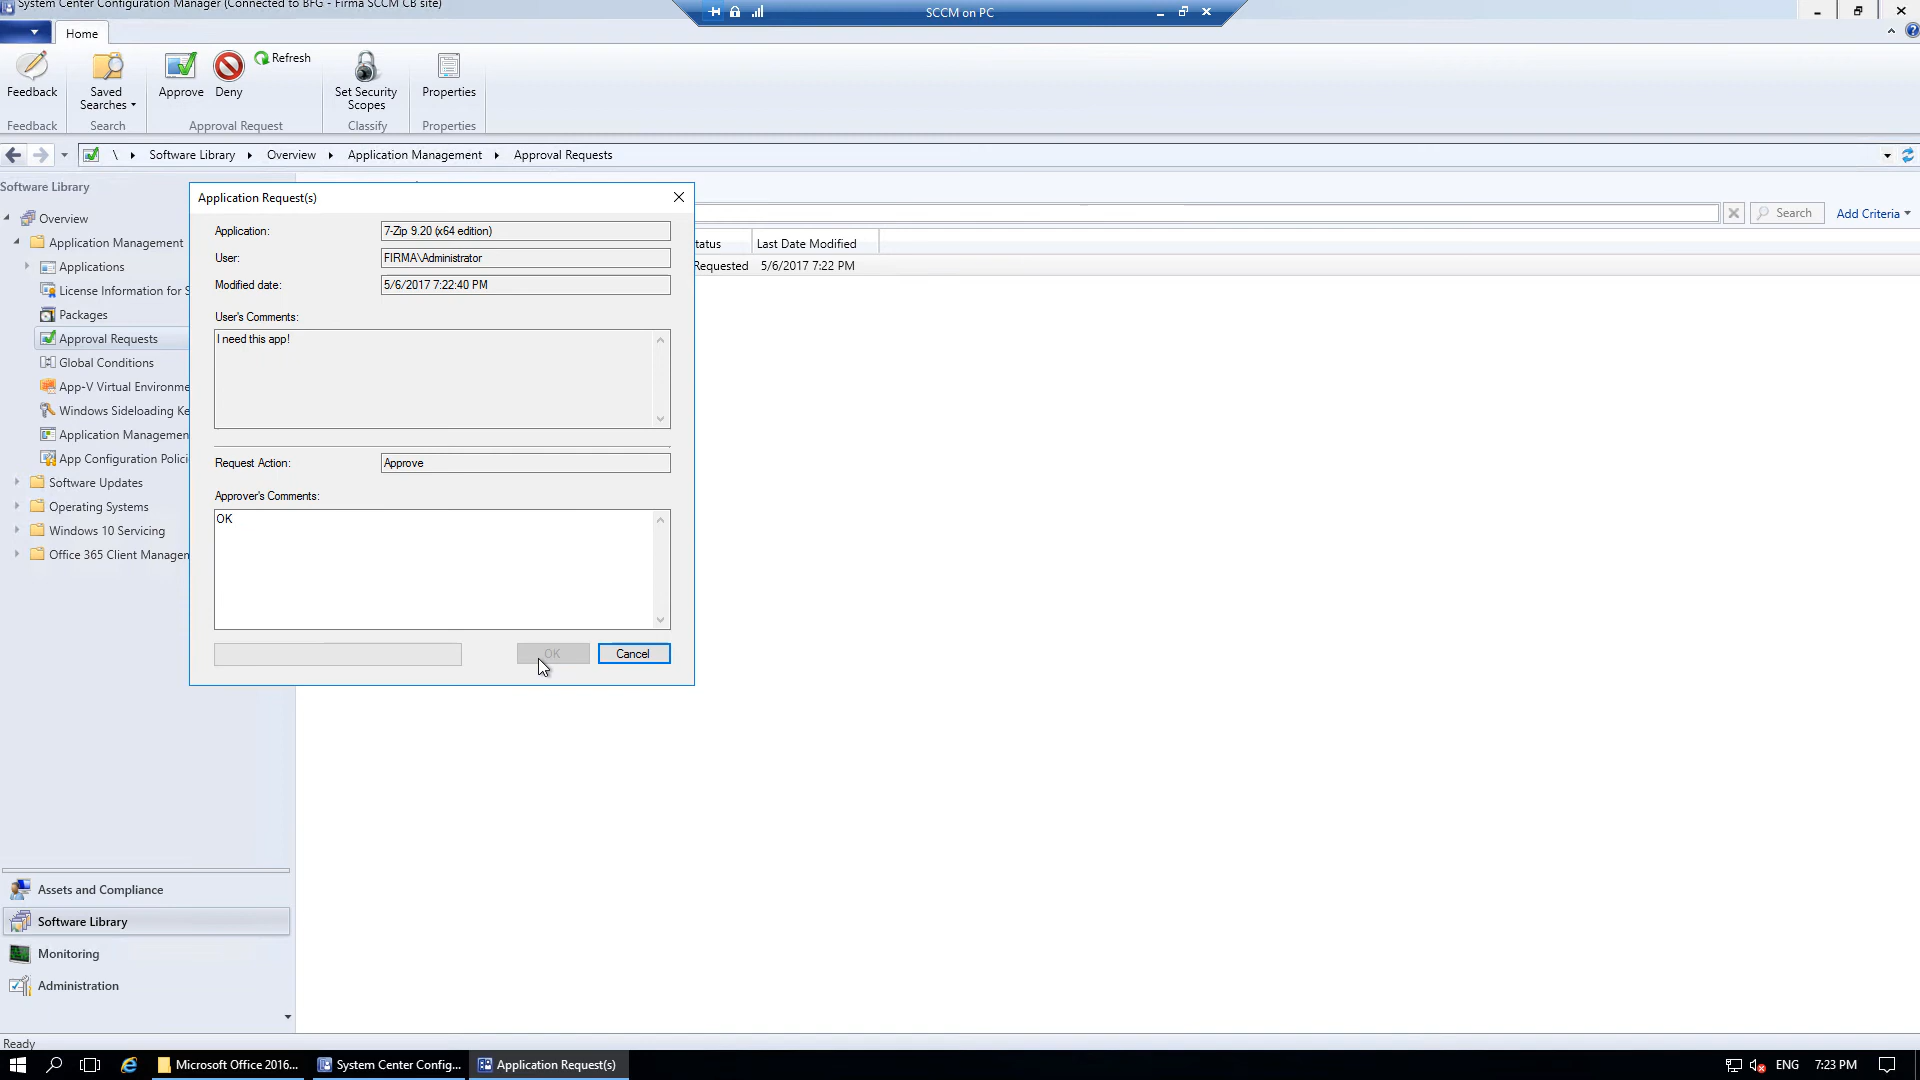 System Center Configuration Manager (Connected to BFG - Firma SCCM CB site)
SCCM on PC
Home
Feedback
Saved Searches
Approve
Deny
Refresh
Set Security Scopes
Properties
Feedback
Search
Approval Request
Classify
Properties
\ Software Library Overview Application Management Approval Requests
Software Library
Overview
Application Management
Applications
License Information for S
Packages
Approval Requests
Global Conditions
App-V Virtual Environme
Windows Sideloading Ke
Application Managemen
App Configuration Polici
Software Updates
Operating Systems
Windows 10 Servicing
Office 365 Client Managem
Application Request(s)
Application: 7-Zip 9.20 (x64 edition)
User: FIRMA\Administrator
Modified date: 5/6/2017 7:22:40 PM
User's Comments:
I need this app!
Request Action: Approve
Approver's Comments:
OK
OK
Cancel
Search
Add Criteria
tatus
Last Date Modified
Requested
5/6/2017 7:22 PM
Assets and Compliance
Software Library
Monitoring
Administration
Ready
Microsoft Office 2016...
System Center Config...
Application Request(s)
ENG
7:23 PM